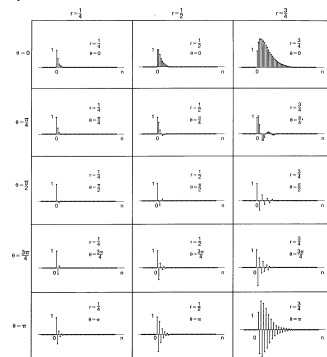 r = 1/4 r = 1/2 r = 3/4
θ = 0
1 r = 1/4 θ = 0 0
1 r = 1/2 θ = 0 0
1 r = 3/4 θ = 0 0 n
θ = π/4
1 r = 1/4 θ = π/4 0
1 r = 1/2 θ = π/4 0
1 r = 3/4 θ = π/4 0 n
θ = π/2
1 r = 1/4 θ = π/2 0
1 r = 1/2 θ = π/2 0
1 r = 3/4 θ = π/2 0 n
θ = 3π/4
1 r = 1/4 θ = 3π/4 0
1 r = 1/2 θ = 3π/4 0
1 r = 3/4 θ = 3π/4 0 n
θ = π
1 r = 1/4 θ = π 0
1 r = 1/2 θ = π 0
1 r = 3/4 θ = π 0 n